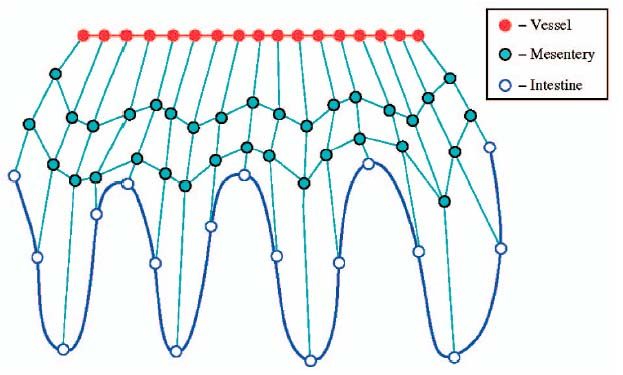 – Vessel
– Mesentery
– Intestine